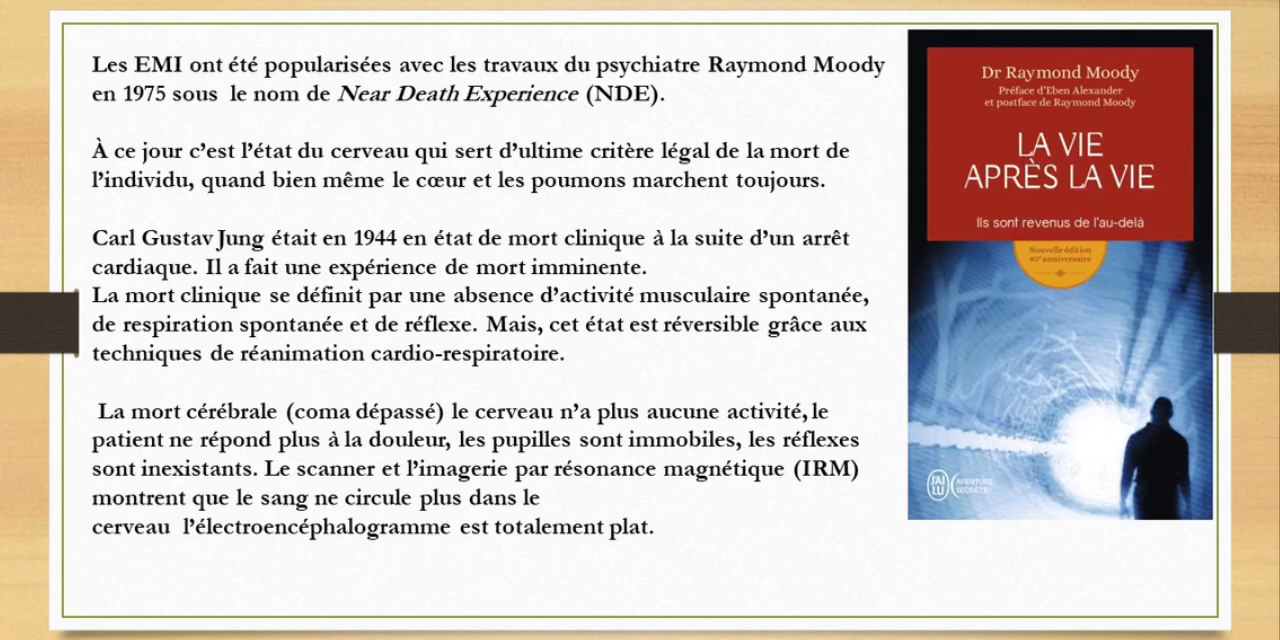 Les EMI ont été popularisées avec les travaux du psychiatre Raymond Moody
en 1975 sous le nom de Near Death Experience (NDE).
À ce jour c’est l’état du cerveau qui sert d’ultime critère légal de la mort de
l’individu, quand bien même le cœur et les poumons marchent toujours.
Carl Gustav Jung était en 1944 en état de mort clinique à la suite d’un arrêt
cardiaque. Il a fait une expérience de mort imminente.
La mort clinique se définit par une absence d’activité musculaire spontanée,
de respiration spontanée et de réflexe. Mais, cet état est réversible grâce aux
techniques de réanimation cardio-respiratoire.
La mort cérébrale (coma dépassé) le cerveau n’a plus aucune activité, le
patient ne répond plus à la douleur, les pupilles sont immobiles, les réflexes
sont inexistants. Le scanner et l’imagerie par résonance magnétique (IRM)
montrent que le sang ne circule plus dans le
cerveau l’électroencéphalogramme est totalement plat.
Dr Raymond Moody
Préface d’Eben Alexander
et postface de Raymond Moody
LA VIE
APRÈS LA VIE
Ils sont revenus de l’au-delà
Nouvelle édition
40e anniversaire
J’AI
LU
AVENTURE
SECRÈTE